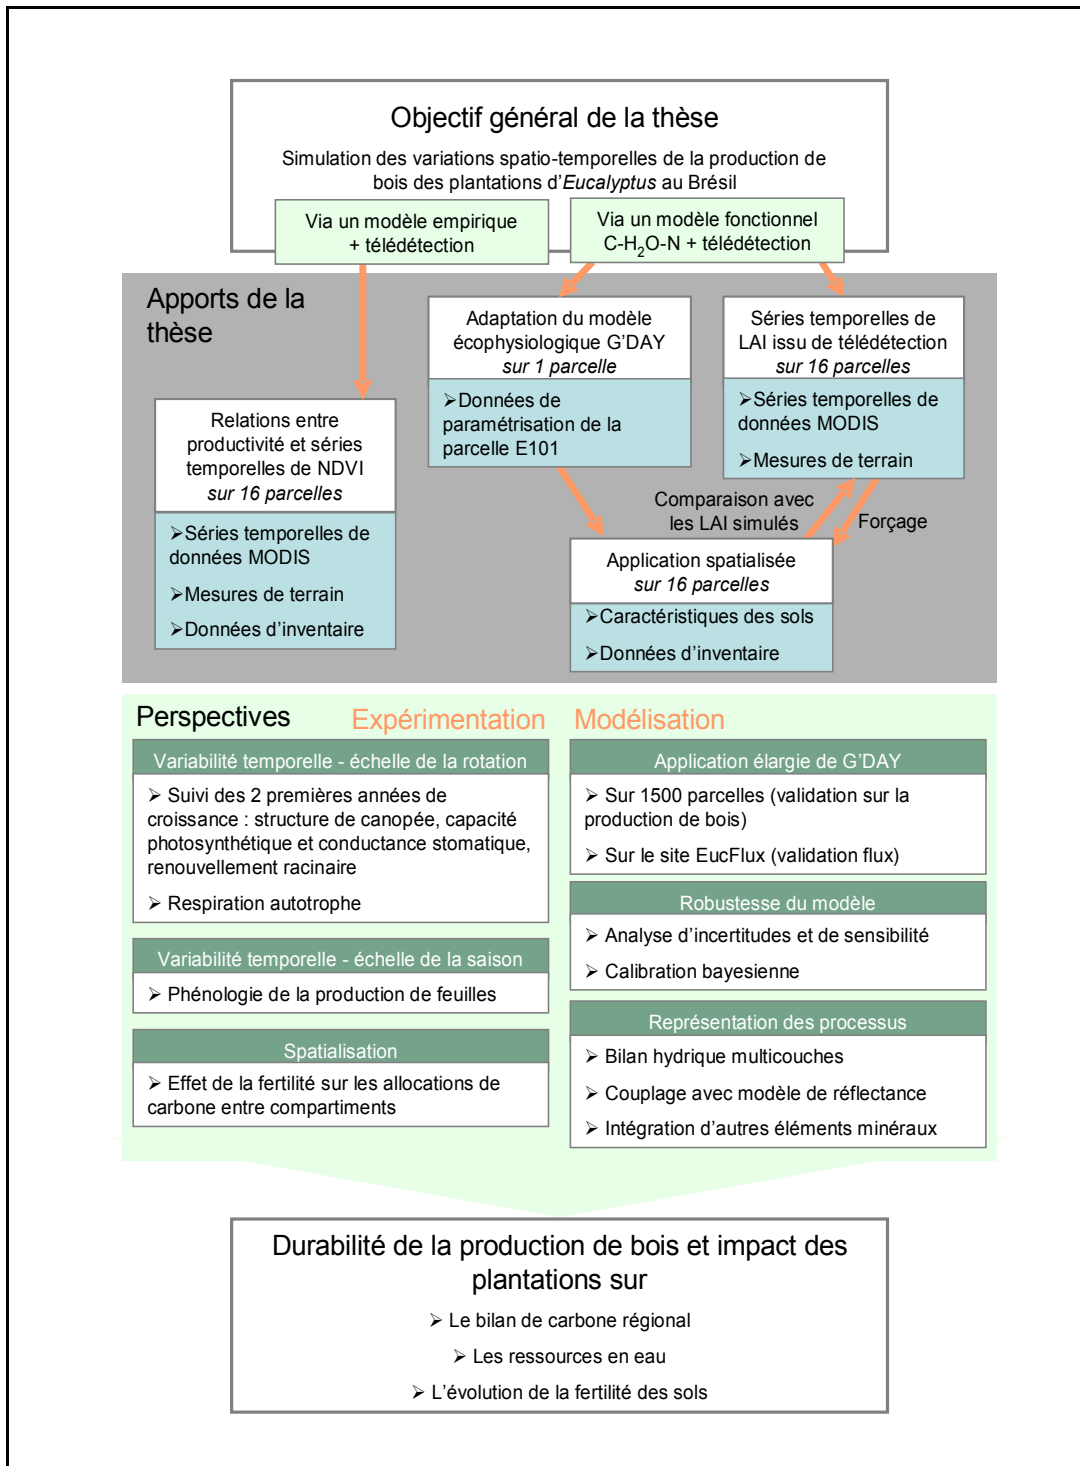 Objectif général de la thèse
Simulation des variations spatio-temporelles de la production de
bois des plantations d'Eucalyptus au Brésil
Via un modèle empirique
+ télédétection
Via un modèle fonctionnel
C-H2O-N + télédétection
Apports de la
thèse
Relations entre
productivité et séries
temporelles de NDVI
sur 16 parcelles
➢Séries temporelles de
données MODIS
➢Mesures de terrain
➢Données d'inventaire
Adaptation du modèle
écophysiologique G'DAY
sur 1 parcelle
➢Données de
paramétrisation de la
parcelle E101
Séries temporelles de
LAI issu de télédétection
sur 16 parcelles
➢Séries temporelles de
données MODIS
➢Mesures de terrain
Comparaison avec
les LAI simulés
Forçage
Application spatialisée
sur 16 parcelles
➢Caractéristiques des sols
➢Données d'inventaire
Perspectives
Expérimentation
Modélisation
Variabilité temporelle - échelle de la rotation
➢ Suivi des 2 premières années de
croissance : structure de canopée, capacité
photosynthétique et conductance stomatique,
renouvellement racinaire
➢ Respiration autotrophe
Variabilité temporelle - échelle de la saison
➢ Phénologie de la production de feuilles
Spatialisation
➢ Effet de la fertilité sur les allocations de
carbone entre compartiments
Application élargie de G'DAY
➢ Sur 1500 parcelles (validation sur la
production de bois)
➢ Sur le site EucFlux (validation flux)
Robustesse du modèle
➢ Analyse d'incertitudes et de sensibilité
➢ Calibration bayesienne
Représentation des processus
➢ Bilan hydrique multicouches
➢ Couplage avec modèle de réflectance
➢ Intégration d'autres éléments minéraux
Durabilité de la production de bois et impact des
plantations sur
➢ Le bilan de carbone régional
➢ Les ressources en eau
➢ L'évolution de la fertilité des sols